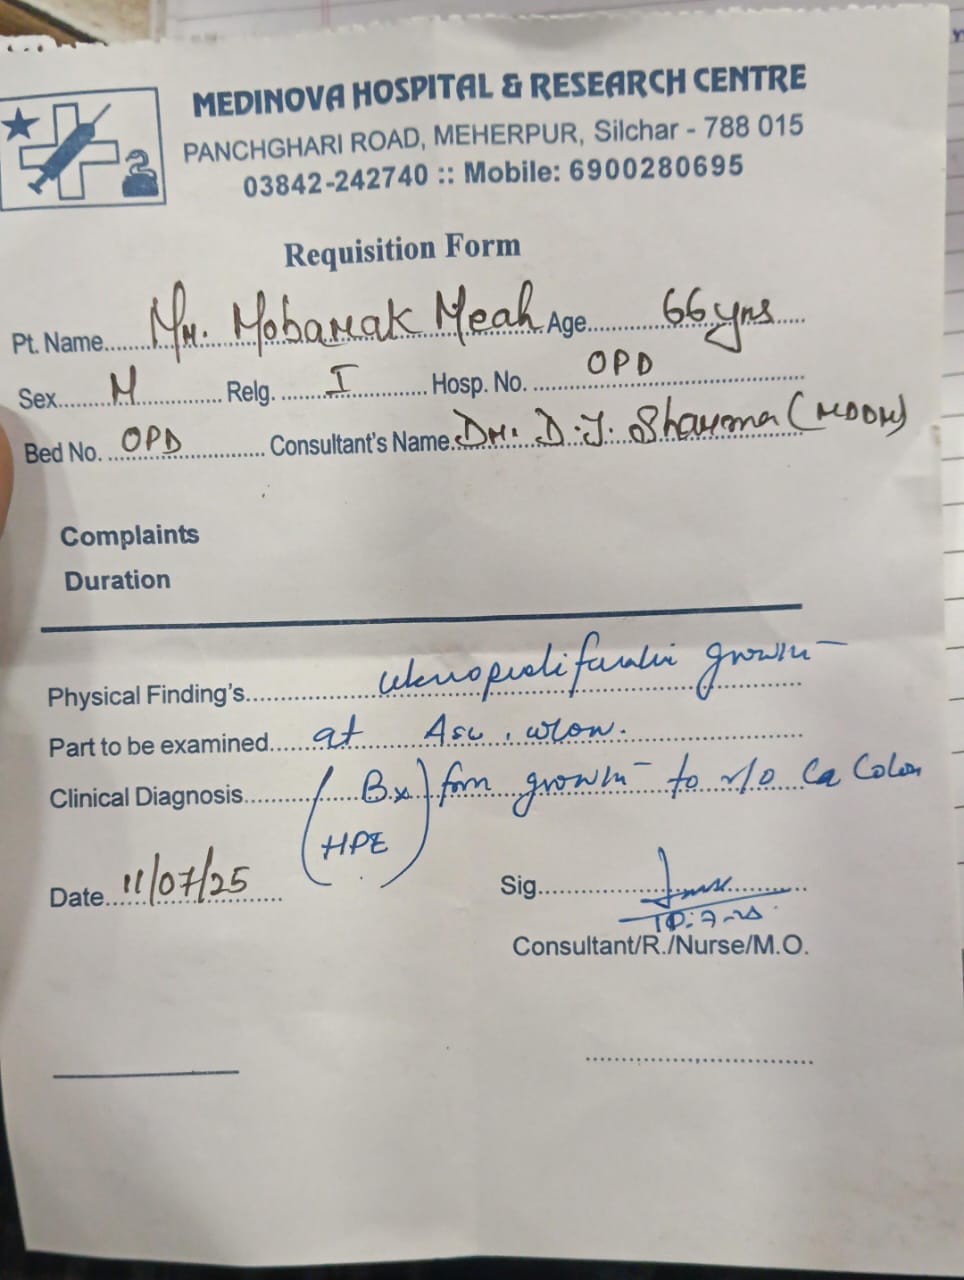 MEDINOVA HOSPITAL & RESEARCH CENTRE
PANCHGHARI ROAD, MEHERPUR, Silchar - 788 015
03842-242740 :: Mobile: 6900280695
Requisition Form
Pt. Name Mr. Mobarak Meah Age 66 yrs
Sex M Relg. I Hosp. No. OPD
Bed No. OPD Consultant's Name Dr. D. J. Sharma
Complaints
Duration
Physical Finding's growth
Part to be examined at Asc. colon.
Clinical Diagnosis (Bx) from growth to r/o Ca Colon
HPE
Date 11/07/25 Sig
Consultant/R./Nurse/M.O.